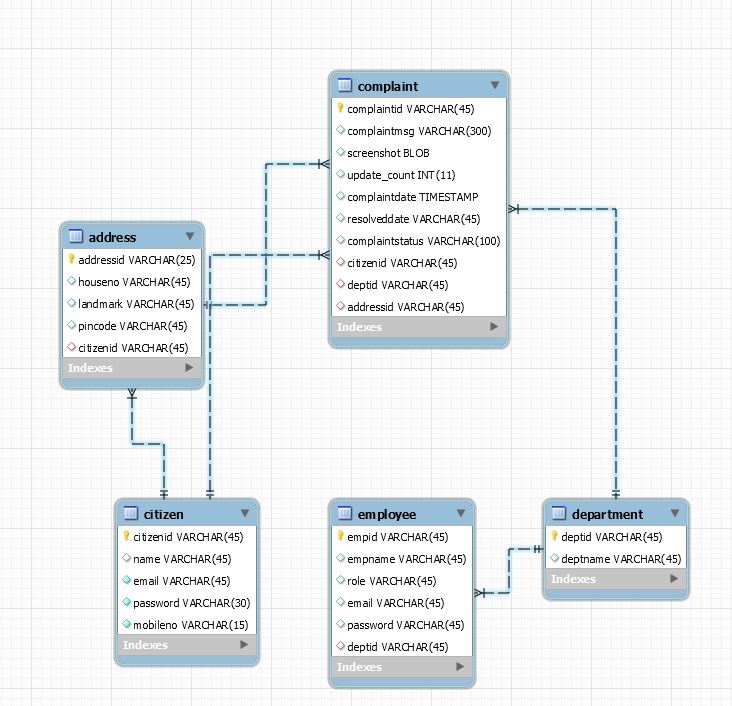 complaint
complaintid VARCHAR(45)
complaintmsg VARCHAR(300)
screenshot BLOB
update_count INT(11)
complaintdate TIMESTAMP
resolveddate VARCHAR(45)
complaintstatus VARCHAR(100)
citizenid VARCHAR(45)
deptid VARCHAR(45)
addressid VARCHAR(45)
Indexes
address
addressid VARCHAR(25)
houseno VARCHAR(45)
landmark VARCHAR(45)
pincode VARCHAR(45)
citizenid VARCHAR(45)
Indexes
citizen
citizenid VARCHAR(45)
name VARCHAR(45)
email VARCHAR(45)
password VARCHAR(30)
mobileno VARCHAR(15)
Indexes
employee
empid VARCHAR(45)
empname VARCHAR(45)
role VARCHAR(45)
email VARCHAR(45)
password VARCHAR(45)
deptid VARCHAR(45)
Indexes
department
deptid VARCHAR(45)
deptname VARCHAR(45)
Indexes